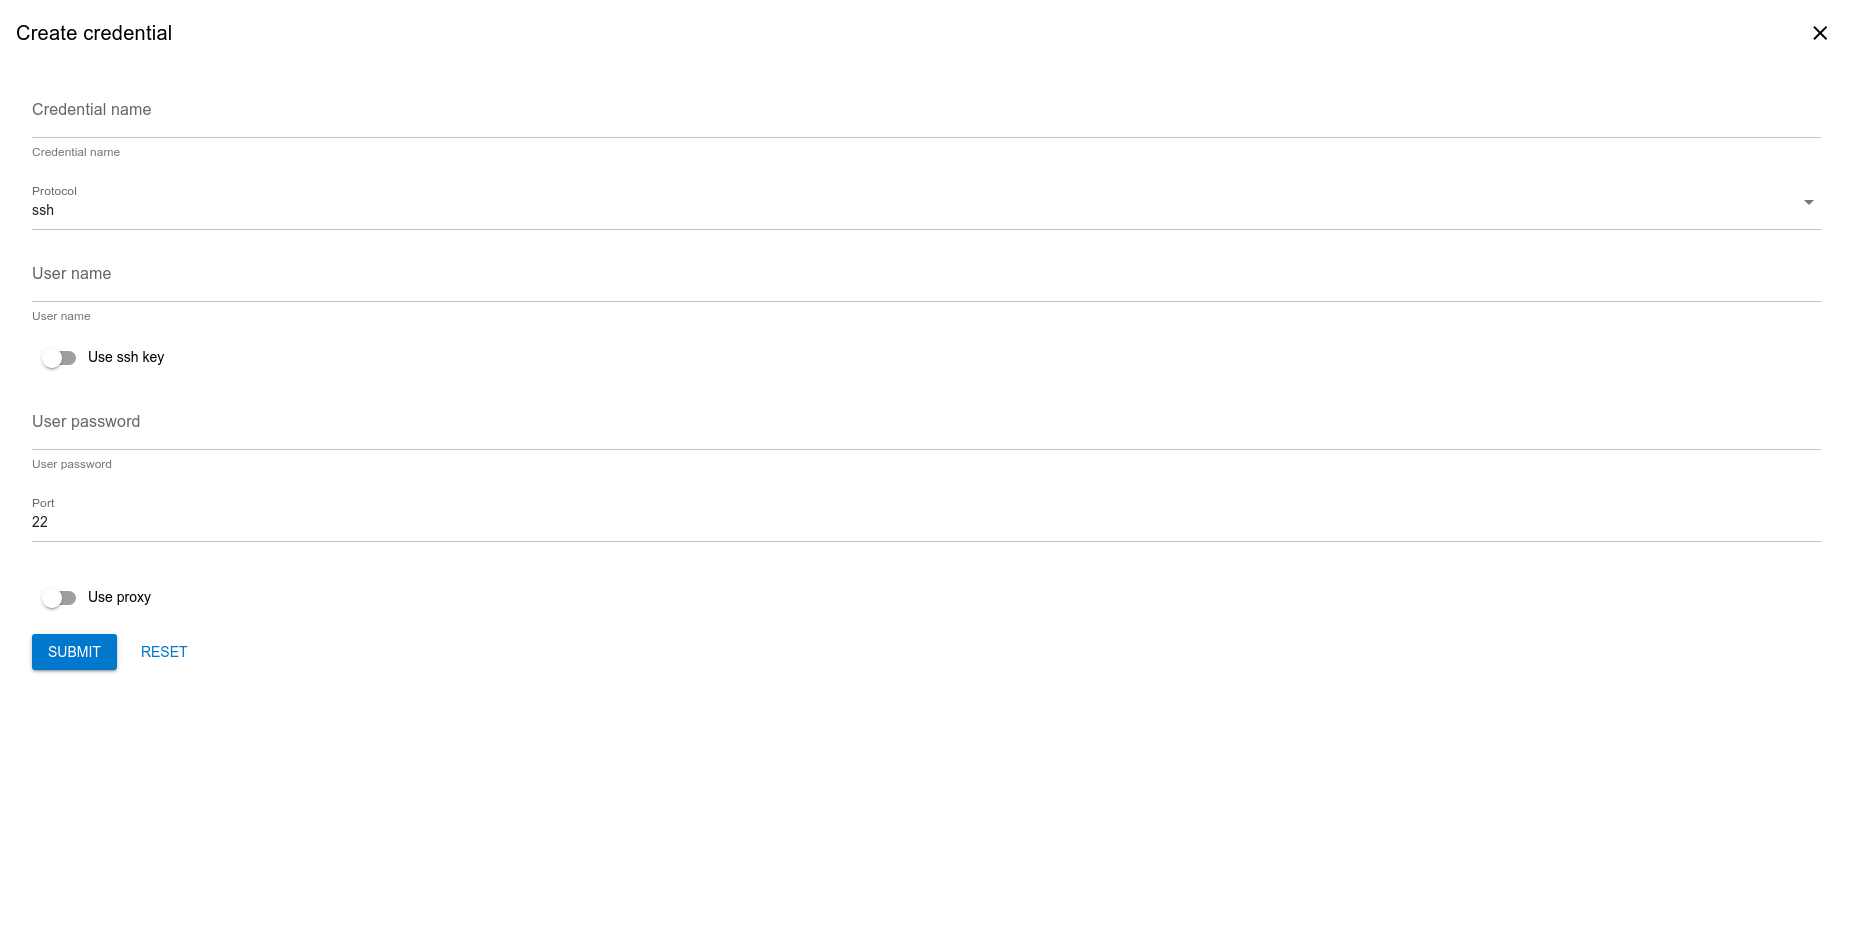 Create credential
Credential name
Credential name
Protocol
ssh
User name
User name
Use ssh key
User password
User password
Port
22
Use proxy
SUBMIT RESET